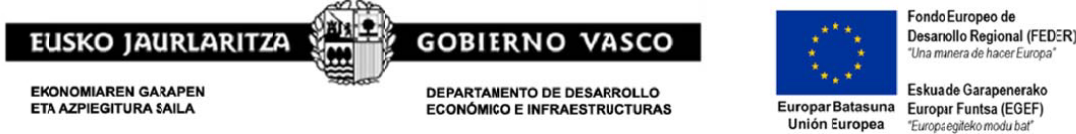 EUSKO JAURLARITZA
GOBIERNO VASCO
EKONOMIAREN GARAPEN
ETA AZPIEGITURA SAILA
DEPARTAMENTO DE DESARROLLO
ECONÓMICO E INFRAESTRUCTURAS
Europar Batasuna
Unión Europea
Fondo Europeo de
Desarrollo Regional (FEDER)
"Una manera de hacer Europa"
Eskuade Garapenerako
Europar Funtsa (EGEF)
"Europa egiteko modu bat"